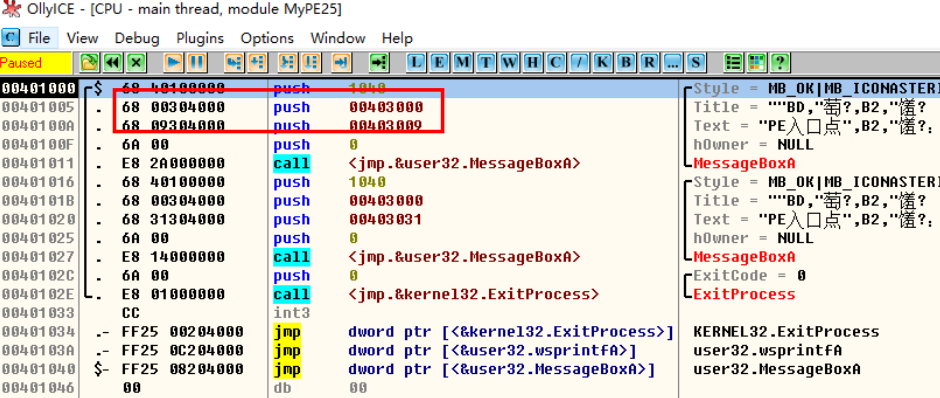 OllyICE - [CPU - main thread, module MyPE25]
C File View Debug Plugins Options Window Help
Paused L E M T W H C / K B R ... S ?
00401000 $ 68 40100000 push 1040 Style = MB_OK|MB_ICONASTERI
00401005 . 68 00304000 push 00403000 Title = ""BD,"萄?,B2,"馐?
0040100A . 68 09304000 push 00403009 Text = "PE入口点",B2,"馐?:
0040100F . 6A 00 push 0 hOwner = NULL
00401011 . E8 2A000000 call <jmp.&user32.MessageBoxA> MessageBoxA
00401016 . 68 40100000 push 1040 Style = MB_OK|MB_ICONASTERI
0040101B . 68 00304000 push 00403000 Title = ""BD,"萄?,B2,"馐?
00401020 . 68 31304000 push 00403031 Text = "PE入口点",B2,"馐?:
00401025 . 6A 00 push 0 hOwner = NULL
00401027 . E8 14000000 call <jmp.&user32.MessageBoxA> MessageBoxA
0040102C . 6A 00 push 0 ExitCode = 0
0040102E . E8 01000000 call <jmp.&kernel32.ExitProcess> ExitProcess
00401033 CC int3
00401034 .- FF25 00204000 jmp dword ptr [<&kernel32.ExitProcess>] KERNEL32.ExitProcess
0040103A .- FF25 0C204000 jmp dword ptr [<&user32.wsprintfA>] user32.wsprintfA
00401040 $- FF25 08204000 jmp dword ptr [<&user32.MessageBoxA>] user32.MessageBoxA
00401046 00 db 00